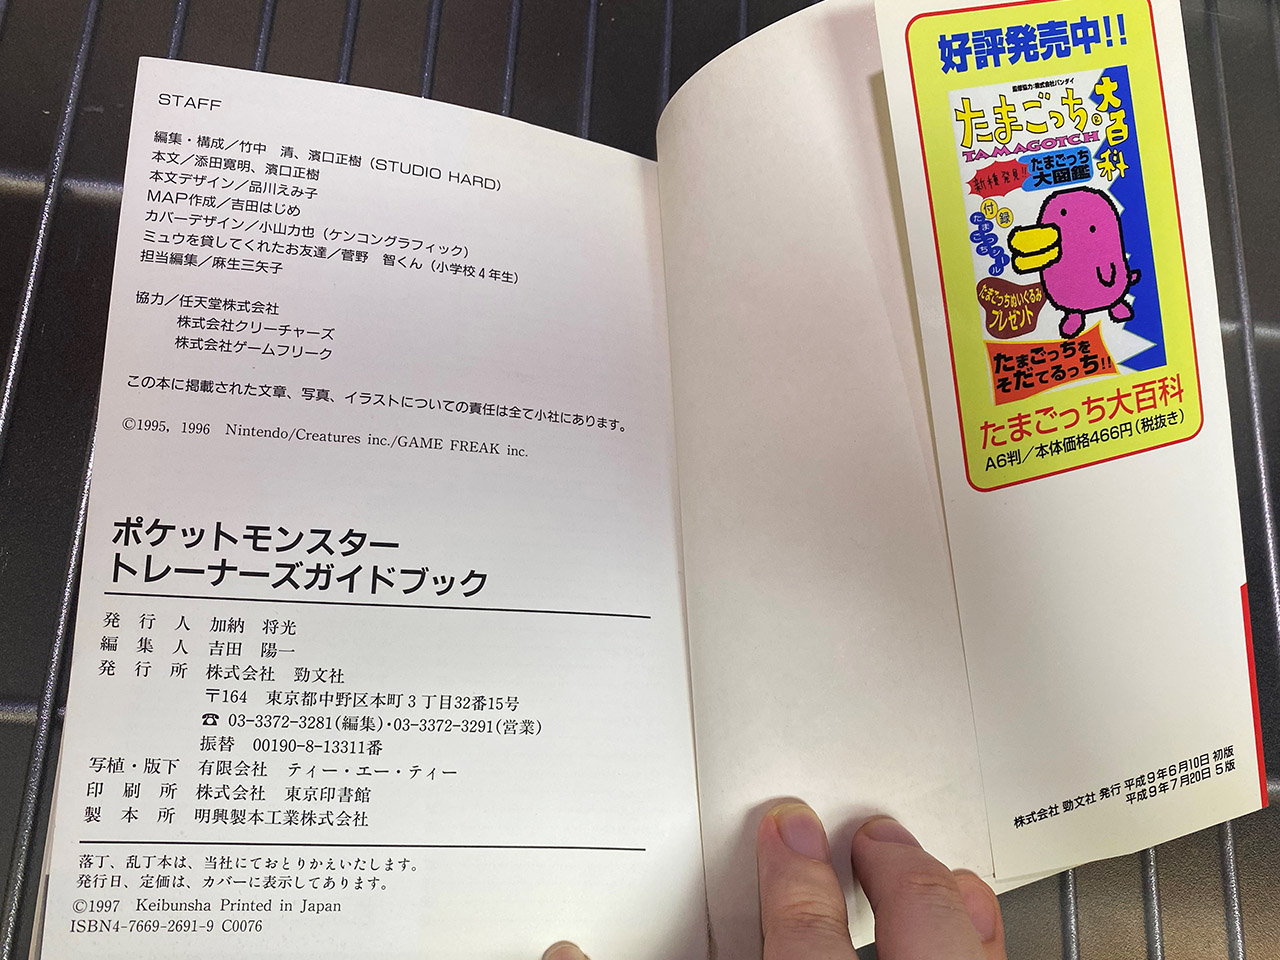 STAFF
編集・構成／竹中　清、濱口正樹（STUDIO HARD）
本文／添田寛明、濱口正樹
本文デザイン／品川えみ子
MAP作成／吉田はじめ
カバーデザイン／小山力也（ケンコングラフィック）
ミュウを貸してくれたお友達／菅野　智くん（小学校４年生）
担当編集／麻生三矢子
協力／任天堂株式会社
株式会社クリーチャーズ
株式会社ゲームフリーク
この本に掲載された文章、写真、イラストについての責任は全て小社にあります。
©1995, 1996　Nintendo/Creatures inc./GAME FREAK inc.
ポケットモンスター
トレーナーズガイドブック
発　行　人　加納　将光
編　集　人　吉田　陽一
発　行　所　株式会社　勁文社
〒164　東京都中野区本町３丁目32番15号
☎ 03-3372-3281(編集)・03-3372-3291(営業)
振替　00190-8-13311番
写植・版下　有限会社　ティー・エー・ティー
印　刷　所　株式会社　東京印書館
製　本　所　明興製本工業株式会社
落丁、乱丁本は、当社にておとりかえいたします。
発行日、定価は、カバーに表示してあります。
©1997　Keibunsha Printed in Japan
ISBN4-7669-2691-9 C0076
好評発売中!!
監修協力：株式会社バンダイ
たまごっち
大百科
TAMAGOTCH
新種発見!!
たまごっち
大図鑑
付録
たまごっち
シール
たまごっちぬいぐるみ
プレゼント
たまごっちを
そだてるっち!!
たまごっち大百科
A6判／本体価格466円（税抜き）
株式会社 勁文社 発行 平成９年６月10日 初版
平成９年７月20日 ５版